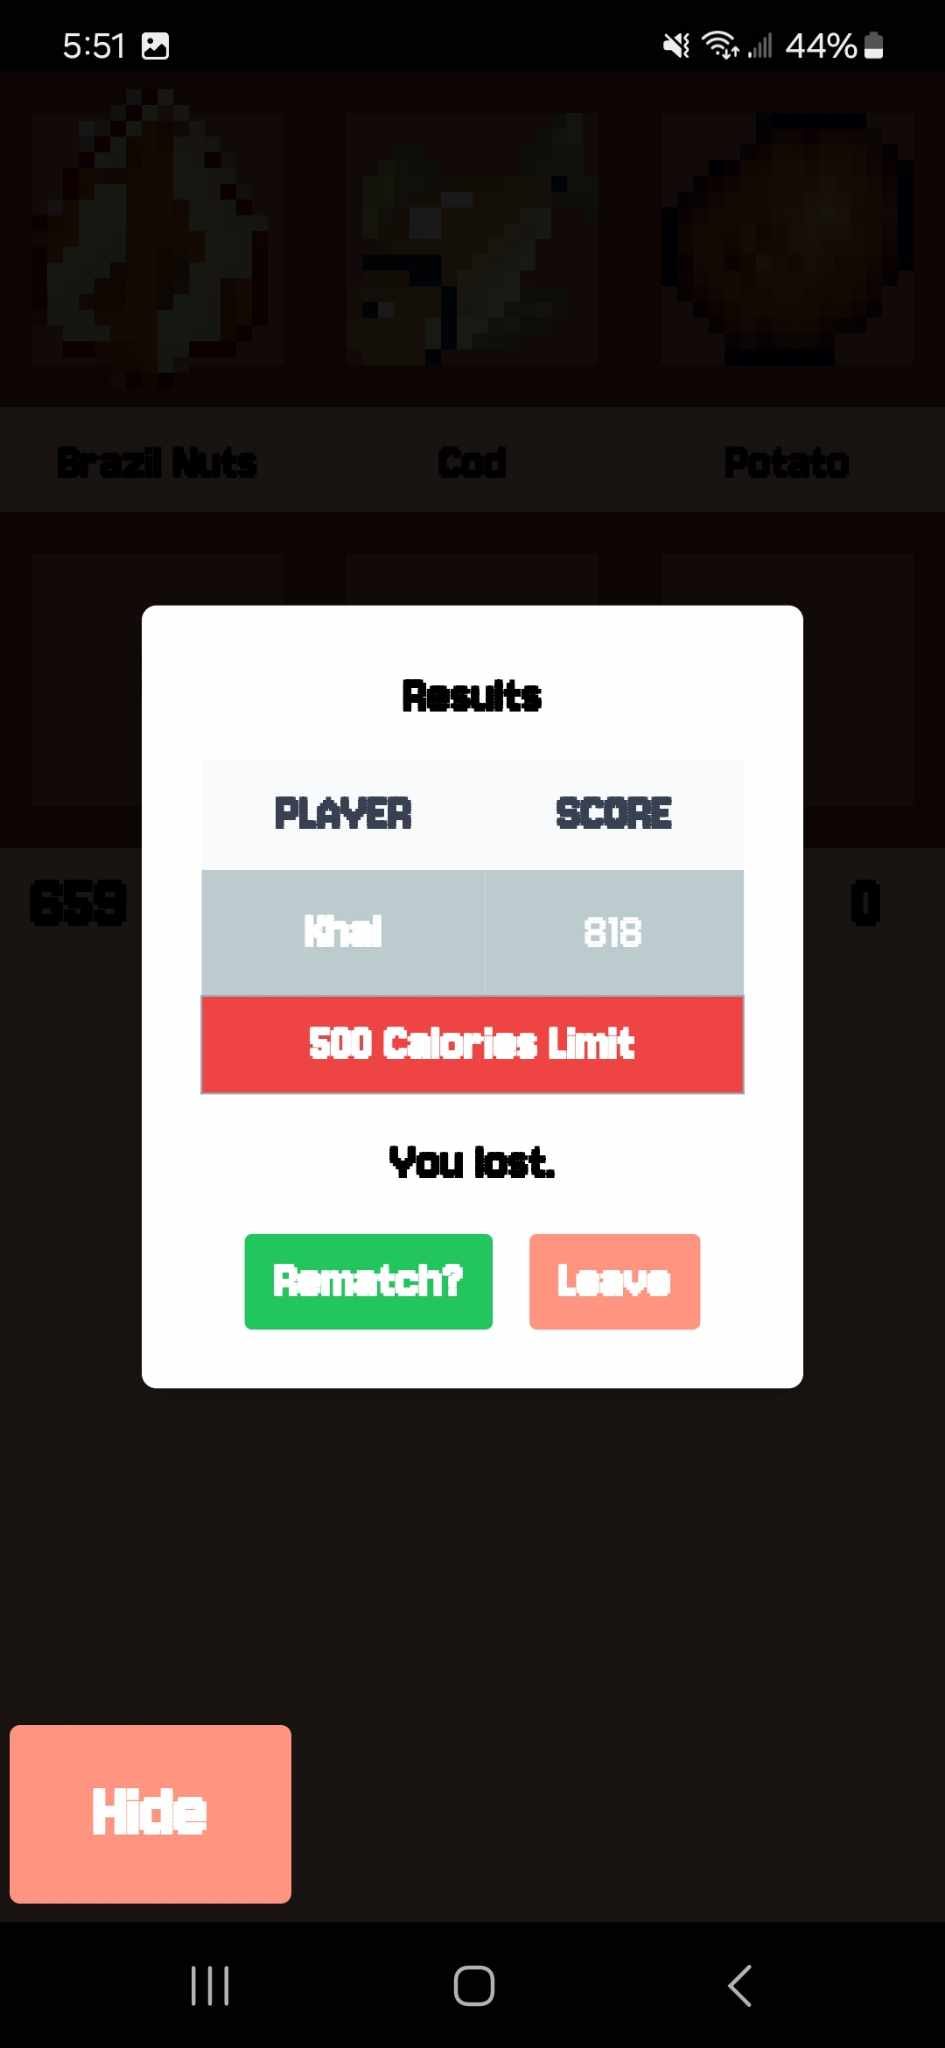 5:51 44%
Brazil Nuts Cod Potato
Results
PLAYER SCORE
659 0
Khai 818
500 Calories Limit
You lost.
Rematch? Leave
Hide